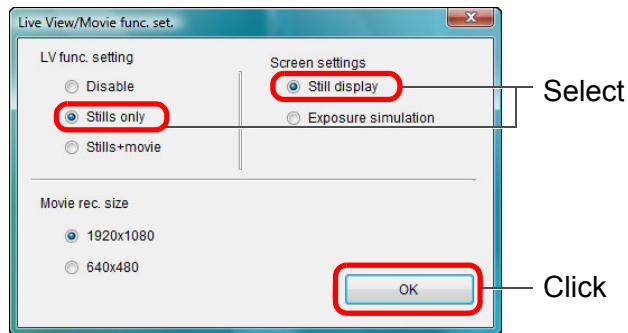 Live View/Movie func. set.
LV func. setting
Disable
Stills only
Stills+movie
Screen settings
Still display
Exposure simulation
Select
Movie rec. size
1920x1080
640x480
OK
Click